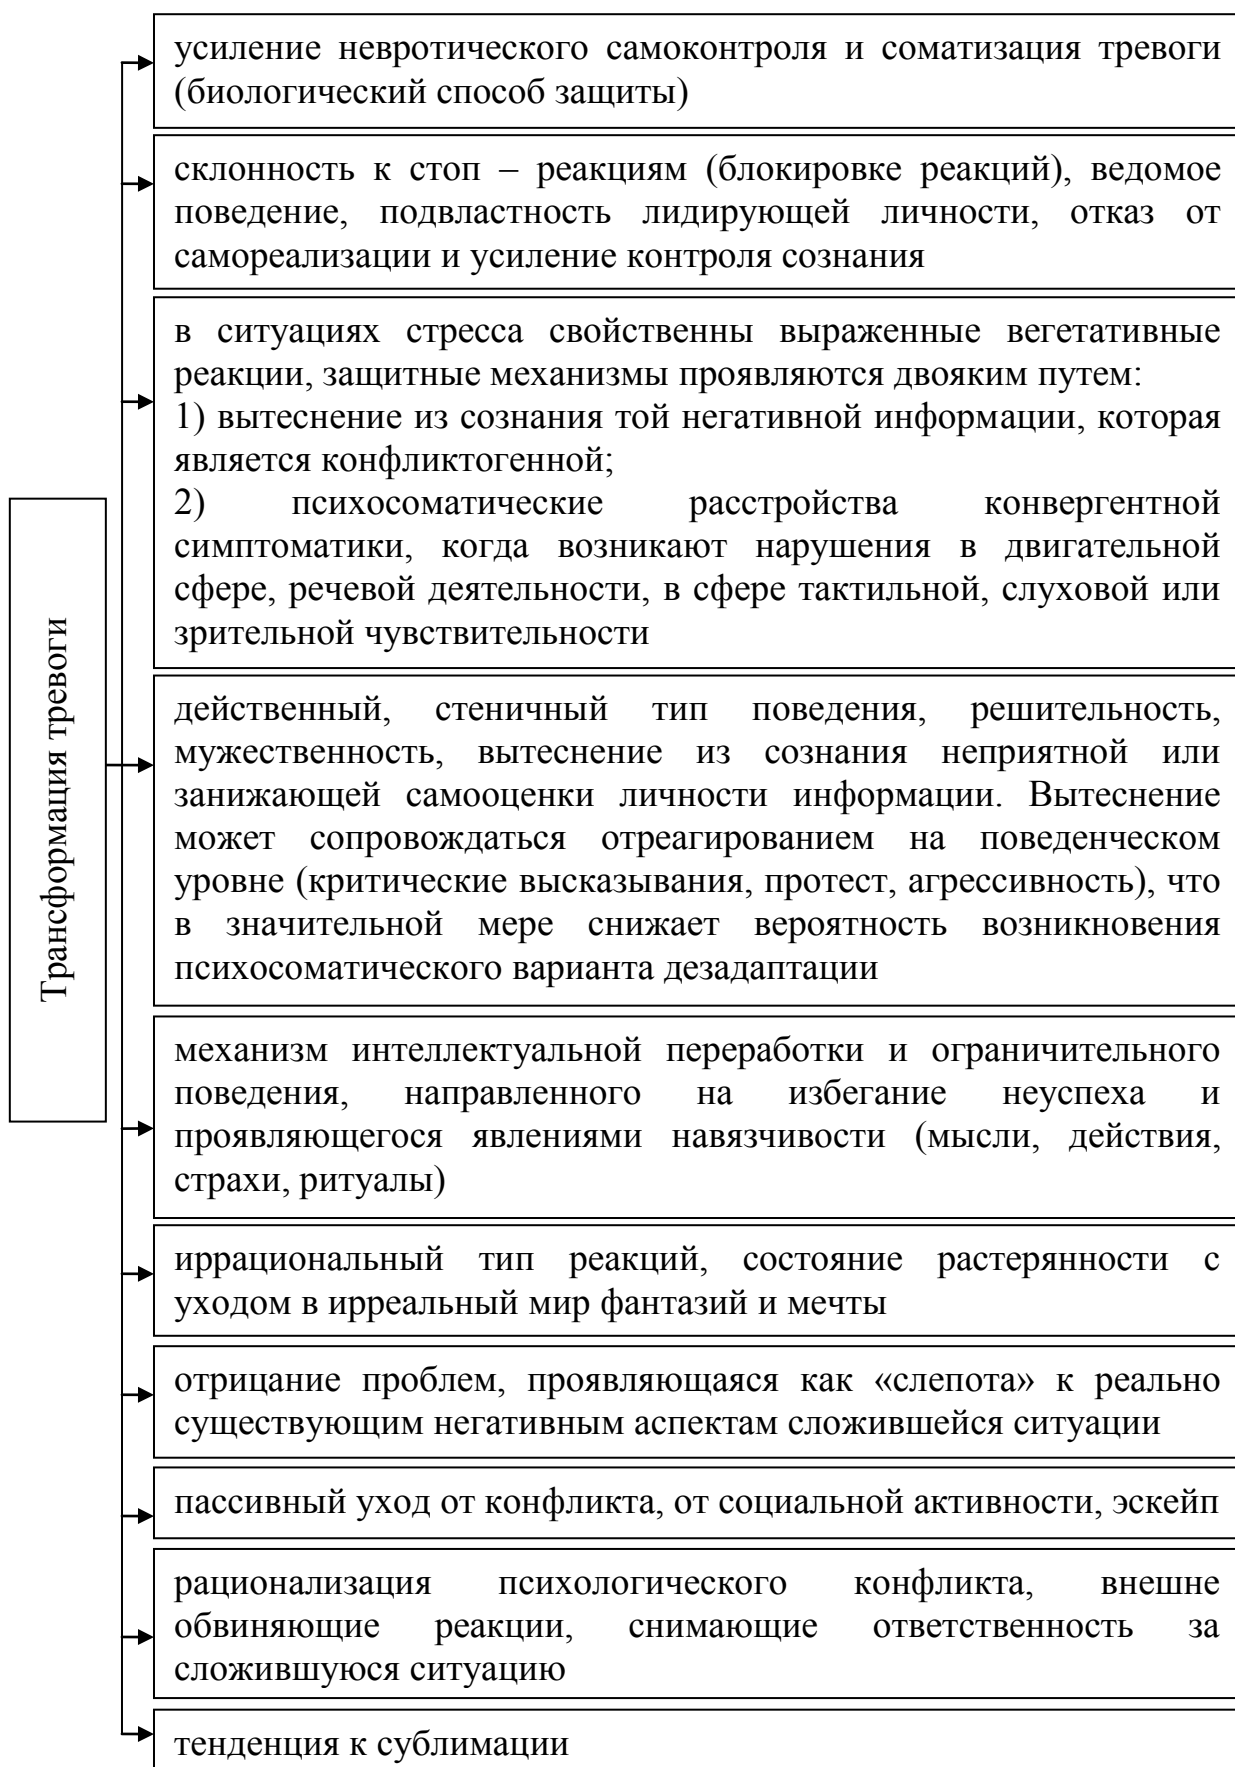 усиление невротического самоконтроля и соматизация тревоги
(биологический способ защиты)
склонность к стоп – реакциям (блокировке реакций), ведомое
поведение, подвластность лидирующей личности, отказ от
самореализации и усиление контроля сознания
в ситуациях стресса свойственны выраженные вегетативные
реакции, защитные механизмы проявляются двояким путем:
1) вытеснение из сознания той негативной информации, которая
является конфликтогенной;
2) психосоматические расстройства конвергентной
симптоматики, когда возникают нарушения в двигательной
сфере, речевой деятельности, в сфере тактильной, слуховой или
зрительной чувствительности
Трансформация тревоги
действенный, стеничный тип поведения, решительность,
мужественность, вытеснение из сознания неприятной или
занижающей самооценки личности информации. Вытеснение
может сопровождаться отреагированием на поведенческом
уровне (критические высказывания, протест, агрессивность), что
в значительной мере снижает вероятность возникновения
психосоматического варианта дезадаптации
механизм интеллектуальной переработки и ограничительного
поведения, направленного на избегание неуспеха и
проявляющегося явлениями навязчивости (мысли, действия,
страхи, ритуалы)
иррациональный тип реакций, состояние растерянности с
уходом в ирреальный мир фантазий и мечты
отрицание проблем, проявляющаяся как «слепота» к реально
существующим негативным аспектам сложившейся ситуации
пассивный уход от конфликта, от социальной активности, эскейп
рационализация психологического конфликта, внешне
обвиняющие реакции, снимающие ответственность за
сложившуюся ситуацию
тенденция к сублимации